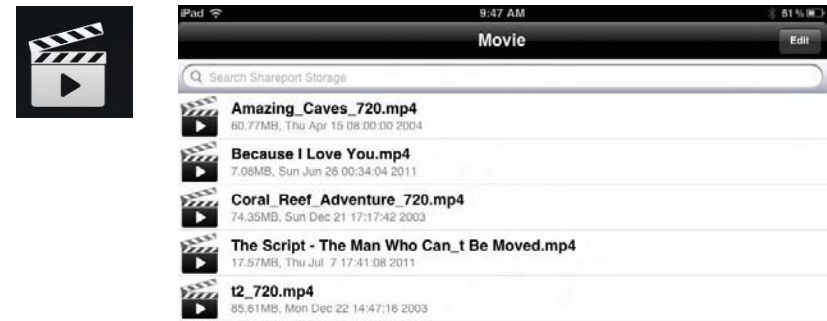 iPad 9:47 AM 51%
Movie Edit
Search Shareport Storage
Amazing_Caves_720.mp4
60.77MB, Thu Apr 15 08:00:00 2004
Because I Love You.mp4
7.08MB, Sun Jun 26 00:34:04 2011
Coral_Reef_Adventure_720.mp4
74.35MB, Sun Dec 21 17:17:42 2003
The Script - The Man Who Can_t Be Moved.mp4
17.57MB, Thu Jul 7 17:41:08 2011
t2_720.mp4
85.61MB, Mon Dec 22 14:47:16 2003